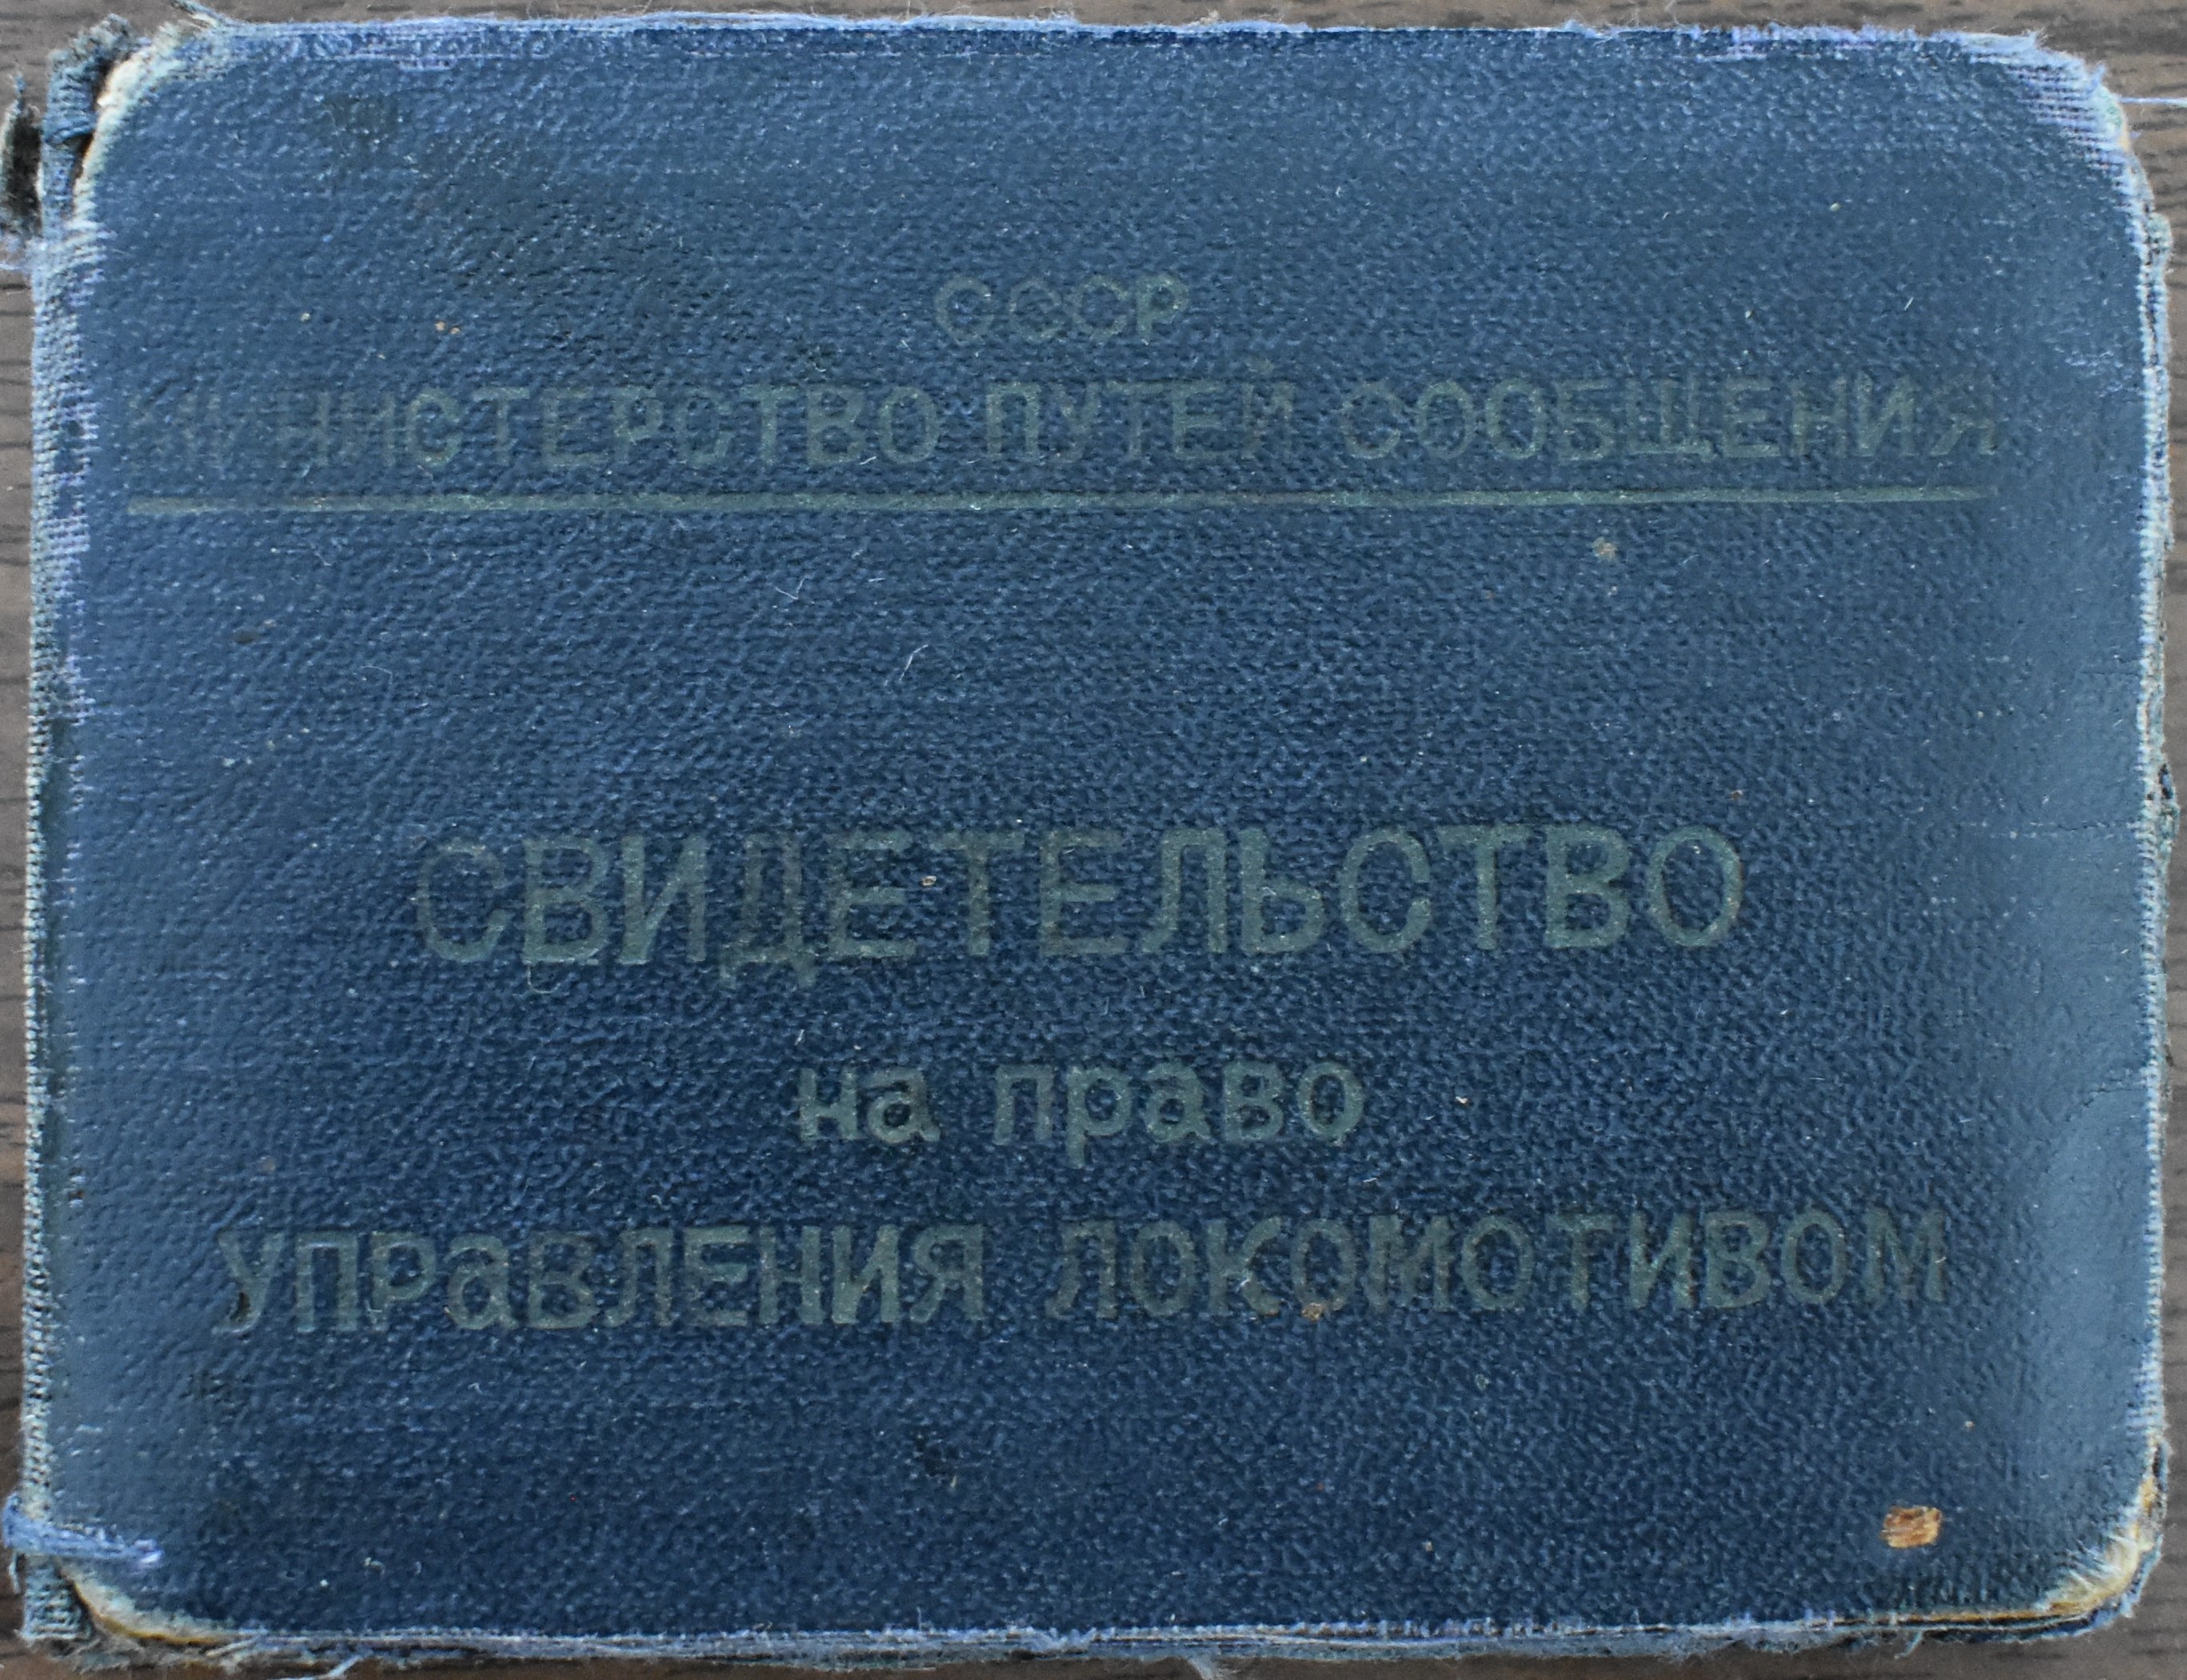 СССР
МИНИСТЕРСТВО ПУТЕЙ СООБЩЕНИЯ
СВИДЕТЕЛЬСТВО
на право
УПРАВЛЕНИЯ ЛОКОМОТИВОМ